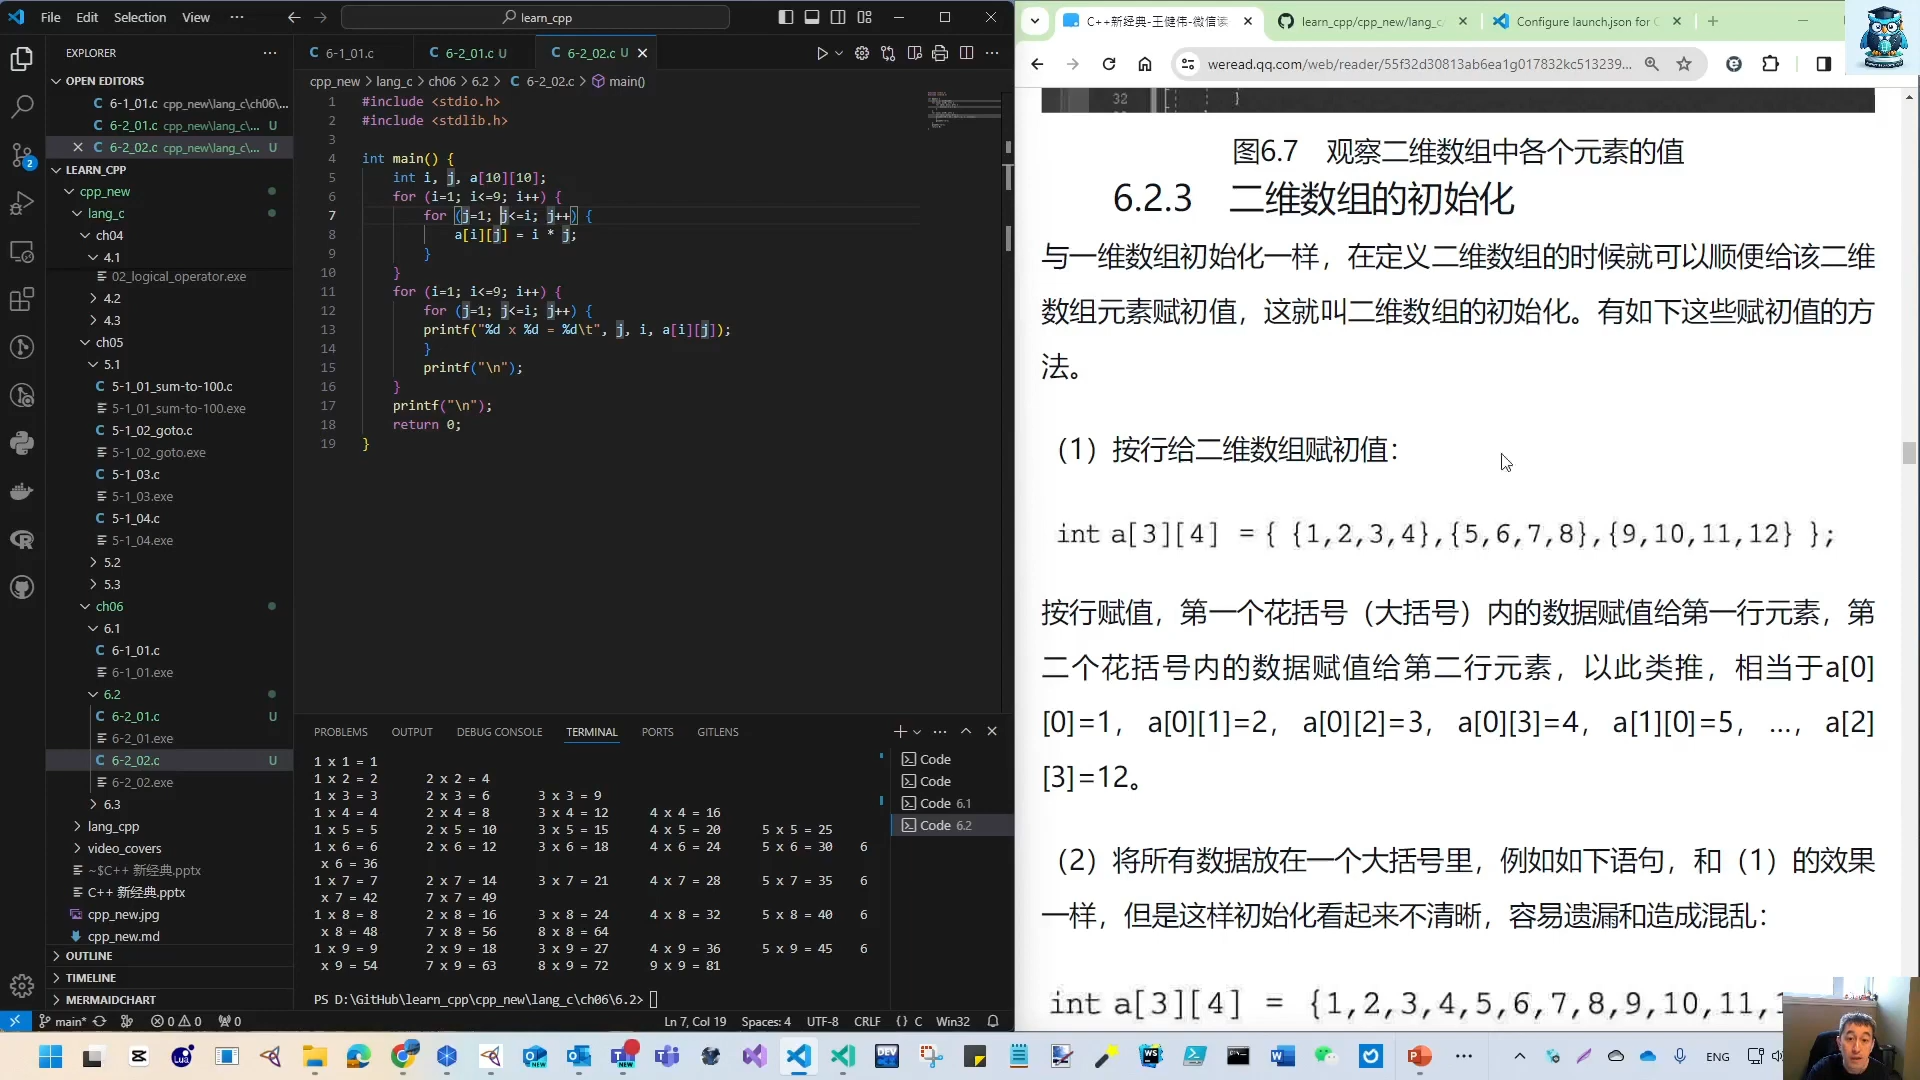 File Edit Selection View ··· learn_cpp
EXPLORER
OPEN EDITORS
6-1_01.c cpp_new\lang_c\ch06\...
6-2_01.c cpp_new\lang_c\... U
6-2_02.c cpp_new\lang_c\... U
LEARN_CPP
cpp_new
lang_c
ch04
4.1
02_logical_operator.exe
4.2
4.3
ch05
5.1
5-1_01_sum-to-100.c
5-1_01_sum-to-100.exe
5-1_02_goto.c
5-1_02_goto.exe
5-1_03.c
5-1_03.exe
5-1_04.c
5-1_04.exe
5.2
5.3
ch06
6.1
6-1_01.c
6-1_01.exe
6.2
6-2_01.c U
6-2_01.exe
6-2_02.c U
6-2_02.exe
6.3
lang_cpp
video_covers
~$C++ 新经典.pptx
C++ 新经典.pptx
cpp_new.jpg
cpp_new.md
OUTLINE
TIMELINE
MERMAIDCHART
6-1_01.c 6-2_01.c U 6-2_02.c U
cpp_new > lang_c > ch06 > 6.2 > C 6-2_02.c > main()
1 #include <stdio.h>
2 #include <stdlib.h>
3
4 int main() {
5 int i, j, a[10][10];
6 for (i=1; i<=9; i++) {
7 for (j=1; j<=i; j++) {
8 a[i][j] = i * j;
9 }
10 }
11 for (i=1; i<=9; i++) {
12 for (j=1; j<=i; j++) {
13 printf("%d x %d = %d\t", j, i, a[i][j]);
14 }
15 printf("\n");
16 }
17 printf("\n");
18 return 0;
19 }
PROBLEMS OUTPUT DEBUG CONSOLE TERMINAL PORTS GITLENS
1 x 1 = 1
1 x 2 = 2 2 x 2 = 4
1 x 3 = 3 2 x 3 = 6 3 x 3 = 9
1 x 4 = 4 2 x 4 = 8 3 x 4 = 12 4 x 4 = 16
1 x 5 = 5 2 x 5 = 10 3 x 5 = 15 4 x 5 = 20 5 x 5 = 25
1 x 6 = 6 2 x 6 = 12 3 x 6 = 18 4 x 6 = 24 5 x 6 = 30 6
x 6 = 36
1 x 7 = 7 2 x 7 = 14 3 x 7 = 21 4 x 7 = 28 5 x 7 = 35 6
x 7 = 42 7 x 7 = 49
1 x 8 = 8 2 x 8 = 16 3 x 8 = 24 4 x 8 = 32 5 x 8 = 40 6
x 8 = 48 7 x 8 = 56 8 x 8 = 64
1 x 9 = 9 2 x 9 = 18 3 x 9 = 27 4 x 9 = 36 5 x 9 = 45 6
x 9 = 54 7 x 9 = 63 8 x 9 = 72 9 x 9 = 81
PS D:\GitHub\learn_cpp\cpp_new\lang_c\ch06\6.2>
Code
Code
Code 6.1
Code 6.2
main* 0 0 0 Ln 7, Col 19 Spaces: 4 UTF-8 CRLF {} C Win32
C++新经典-王健伟-微信读 learn_cpp/cpp_new/lang_c Configure launch.json for C
weread.qq.com/web/reader/55f32d30813ab6ea1g017832kc513239...
32 }
图6.7 观察二维数组中各个元素的值
6.2.3 二维数组的初始化
与一维数组初始化一样，在定义二维数组的时候就可以顺便给该二维
数组元素赋初值，这就叫二维数组的初始化。有如下这些赋初值的方
法。
（1）按行给二维数组赋初值：
int a[3][4] = { {1,2,3,4},{5,6,7,8},{9,10,11,12} };
按行赋值，第一个花括号（大括号）内的数据赋值给第一行元素，第
二个花括号内的数据赋值给第二行元素，以此类推，相当于a[0]
[0]=1，a[0][1]=2，a[0][2]=3，a[0][3]=4，a[1][0]=5，…，a[2]
[3]=12。
（2）将所有数据放在一个大括号里，例如如下语句，和（1）的效果
一样，但是这样初始化看起来不清晰，容易遗漏和造成混乱：
int a[3][4] = {1,2,3,4,5,6,7,8,9,10,11,1
ENG